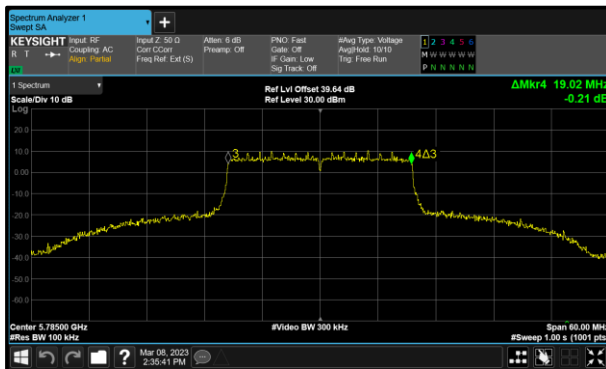 Spectrum Analyzer 1
Swept SA
+
KEYSIGHT Input: RF Input Z: 50 Ω Atten: 6 dB PNO: Fast #Avg Type: Voltage 1 2 3 4 5 6
R T Coupling: AC Corr CCorr Preamp: Off Gate: Off Avg|Hold: 10/10 M W W W W W
Align: Partial Freq Ref: Ext (S) IF Gain: Low Trig: Free Run P N N N N N
Sig Track: Off
1 Spectrum
Ref Lvl Offset 39.64 dB ΔMkr4 19.02 MHz
Scale/Div 10 dB Ref Level 30.00 dBm -0.21 dB
Log
20.0
10.0
3 4Δ3
0.00
-10.0
-20.0
-30.0
-40.0
-50.0
-60.0
Center 5.78500 GHz #Video BW 300 kHz Span 60.00 MHz
#Res BW 100 kHz #Sweep 1.00 s (1001 pts)
? Mar 08, 2023
2:35:41 PM